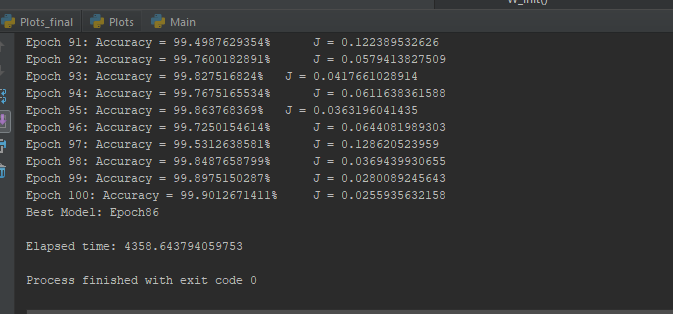 W_init()
Plots_final Plots Main
Epoch 91: Accuracy = 99.4987629354% J = 0.122389532626
Epoch 92: Accuracy = 99.7600182891% J = 0.0579413827509
Epoch 93: Accuracy = 99.827516824% J = 0.0417661028914
Epoch 94: Accuracy = 99.7675165534% J = 0.0611638361588
Epoch 95: Accuracy = 99.863768369% J = 0.0363196041435
Epoch 96: Accuracy = 99.7250154614% J = 0.0644081989303
Epoch 97: Accuracy = 99.5312638581% J = 0.128620523959
Epoch 98: Accuracy = 99.8487658799% J = 0.0369439930655
Epoch 99: Accuracy = 99.8975150287% J = 0.0280089245643
Epoch 100: Accuracy = 99.9012671411% J = 0.0255935632158
Best Model: Epoch86
Elapsed time: 4358.643794059753
Process finished with exit code 0